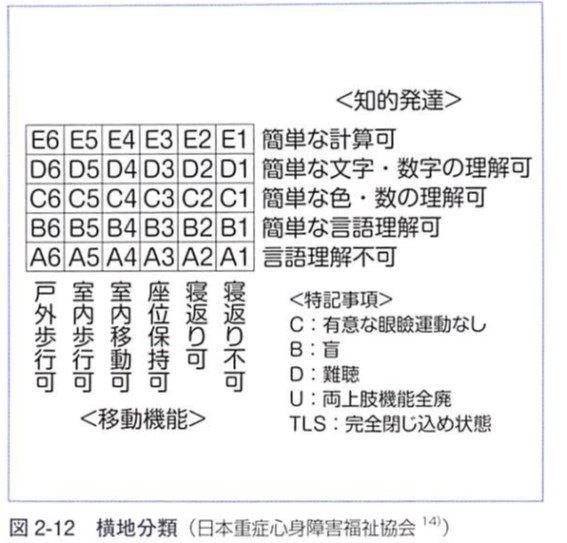 <知的発達>
E6 E5 E4 E3 E2 E1 簡単な計算可
D6 D5 D4 D3 D2 D1 簡単な文字・数字の理解可
C6 C5 C4 C3 C2 C1 簡単な色・数の理解可
B6 B5 B4 B3 B2 B1 簡単な言語理解可
A6 A5 A4 A3 A2 A1 言語理解不可
戸外歩行可
室内歩行可
室内移動可
座位保持可
寝返り可
寝返り不可
<移動機能>
<特記事項>
C:有意な眼瞼運動なし
B:盲
D:難聴
U:両上肢機能全廃
TLS:完全閉じ込め状態
図 2-12 横地分類(日本重症心身障害福祉協会 14))